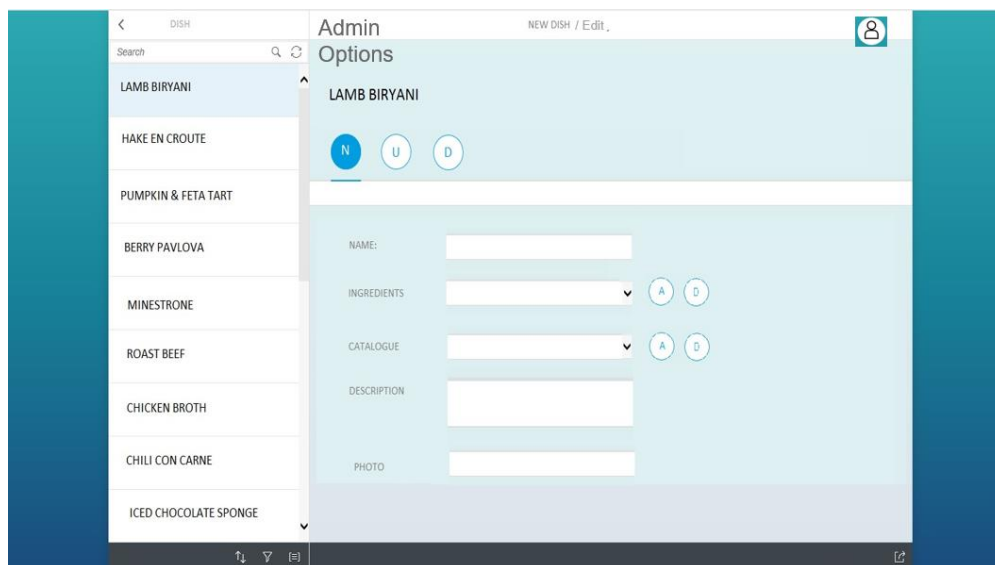 DISH
Search
LAMB BIRYANI
HAKE EN CROUTE
PUMPKIN & FETA TART
BERRY PAVLOVA
MINESTRONE
ROAST BEEF
CHICKEN BROTH
CHILI CON CARNE
ICED CHOCOLATE SPONGE
Admin
Options
NEW DISH / Edit.
LAMB BIRYANI
N U D
NAME:
INGREDIENTS A D
CATALOGUE A D
DESCRIPTION
PHOTO